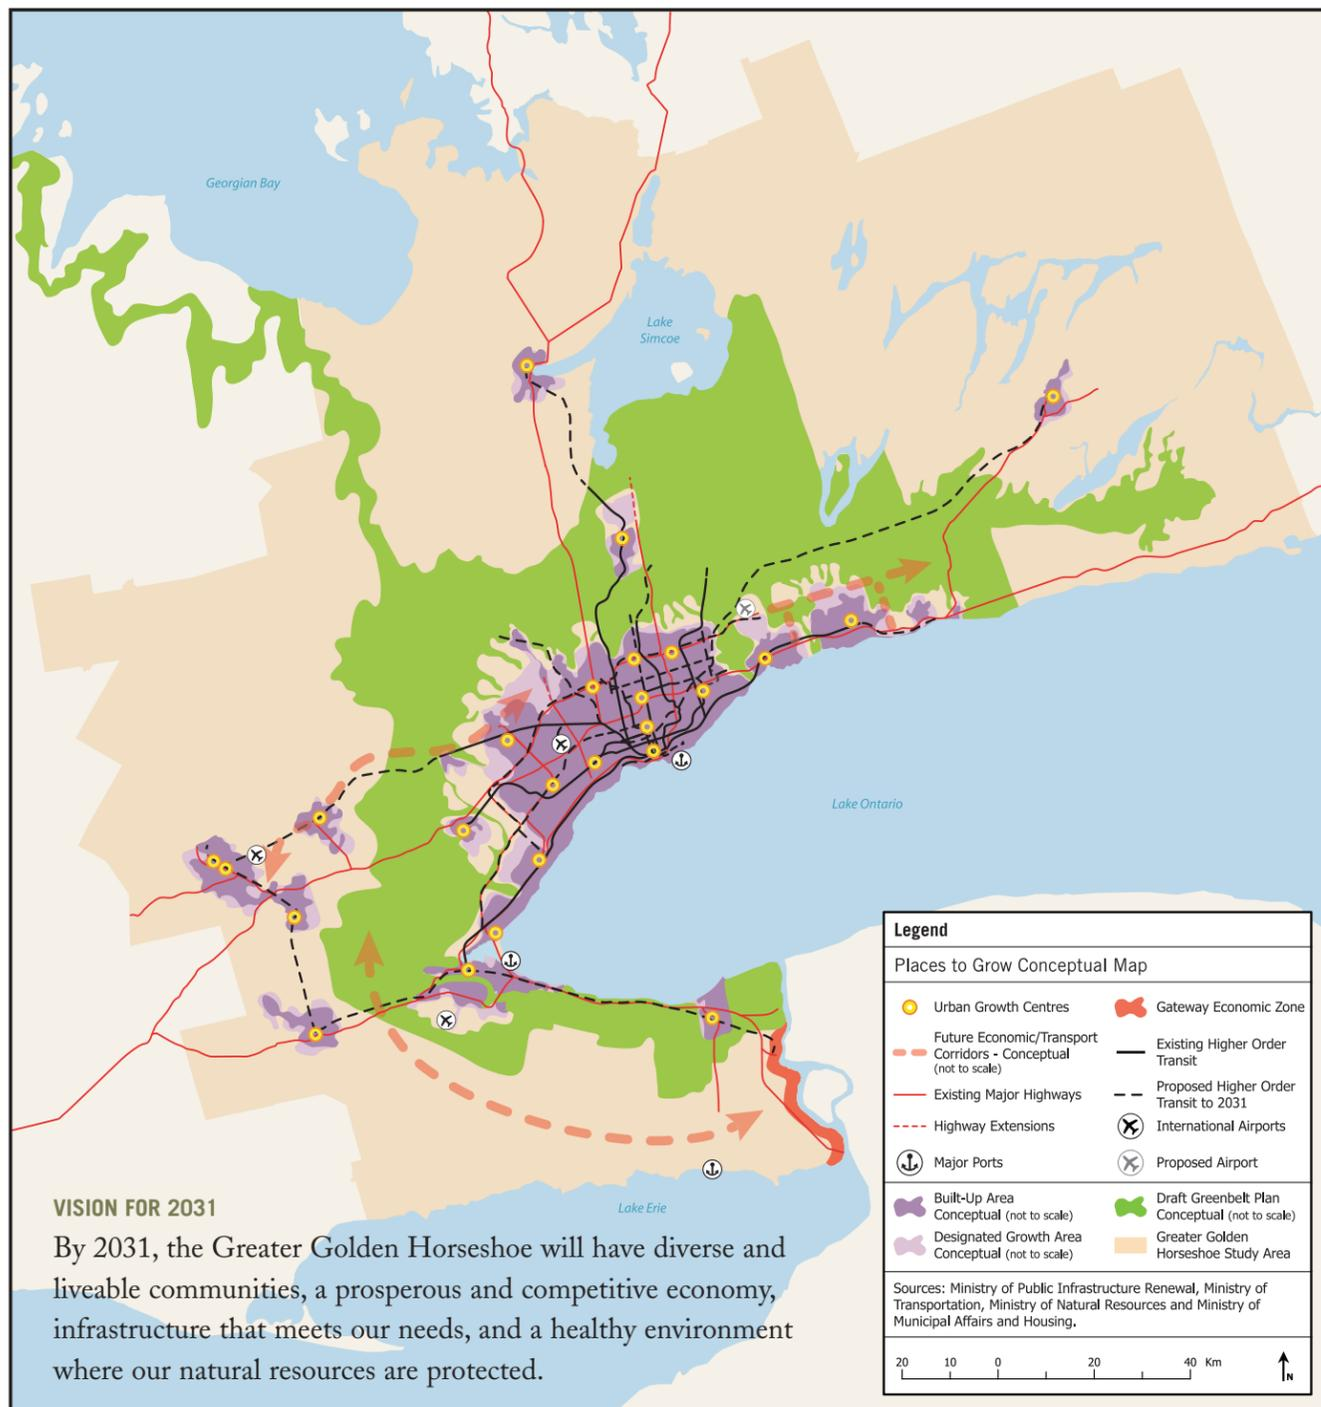 Georgian Bay
Lake
Simcoe
Lake Ontario
Lake Erie
VISION FOR 2031
By 2031, the Greater Golden Horseshoe will have diverse and
liveable communities, a prosperous and competitive economy,
infrastructure that meets our needs, and a healthy environment
where our natural resources are protected.
Legend
Places to Grow Conceptual Map
Urban Growth Centres
Future Economic/Transport
Corridors - Conceptual
(not to scale)
Existing Major Highways
Highway Extensions
Major Ports
Gateway Economic Zone
Existing Higher Order
Transit
Proposed Higher Order
Transit to 2031
International Airports
Proposed Airport
Built-Up Area
Conceptual (not to scale)
Designated Growth Area
Conceptual (not to scale)
Draft Greenbelt Plan
Conceptual (not to scale)
Greater Golden
Horseshoe Study Area
Sources: Ministry of Public Infrastructure Renewal, Ministry of
Transportation, Ministry of Natural Resources and Ministry of
Municipal Affairs and Housing.
20 10 0 20 40 Km
N